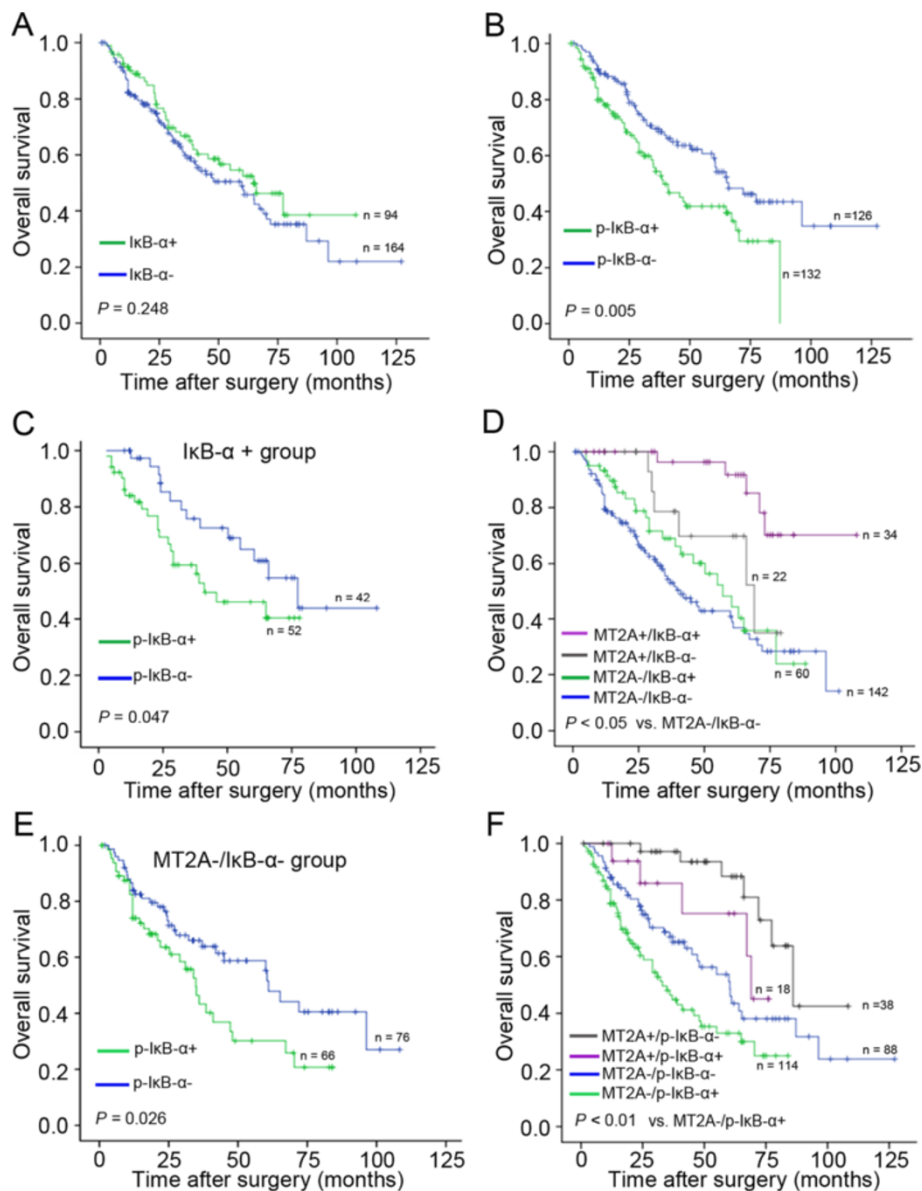 A
1.0
0.8
0.6
0.4
0.2
0.0
Overall survival
n = 94
n = 164
IκB-α+
IκB-α-
P = 0.248
0 25 50 75 100 125
Time after surgery (months)
B
1.0
0.8
0.6
0.4
0.2
0.0
Overall survival
n=126
n =132
p-IκB-α+
p-IκB-α-
P = 0.005
0 25 50 75 100 125
Time after surgery (months)
C
IκB-α + group
1.0
0.8
0.6
0.4
0.2
0.0
Overall survival
n = 42
n = 52
p-IκB-α+
p-IκB-α-
P = 0.047
0 25 50 75 100 125
Time after surgery (months)
D
1.0
0.8
0.6
0.4
0.2
0.0
Overall survival
n = 34
n = 22
n = 60
n = 142
MT2A+/IκB-α+
MT2A+/IκB-α-
MT2A-/IκB-α+
MT2A-/IκB-α-
P < 0.05 vs. MT2A-/IκB-α-
0 25 50 75 100 125
Time after surgery (months)
E
MT2A-/IκB-α- group
1.0
0.8
0.6
0.4
0.2
0.0
Overall survival
n = 76
n = 66
p-IκB-α+
p-IκB-α-
P = 0.026
0 25 50 75 100 125
Time after surgery (months)
F
1.0
0.8
0.6
0.4
0.2
0.0
Overall survival
n = 18
n=38
n = 88
n = 114
MT2A+/p-IκB-α-
MT2A+/p-IκB-α+
MT2A-/p-IκB-α-
MT2A-/p-IκB-α+
P < 0.01 vs. MT2A-/p-IκB-α+
0 25 50 75 100 125
Time after surgery (months)